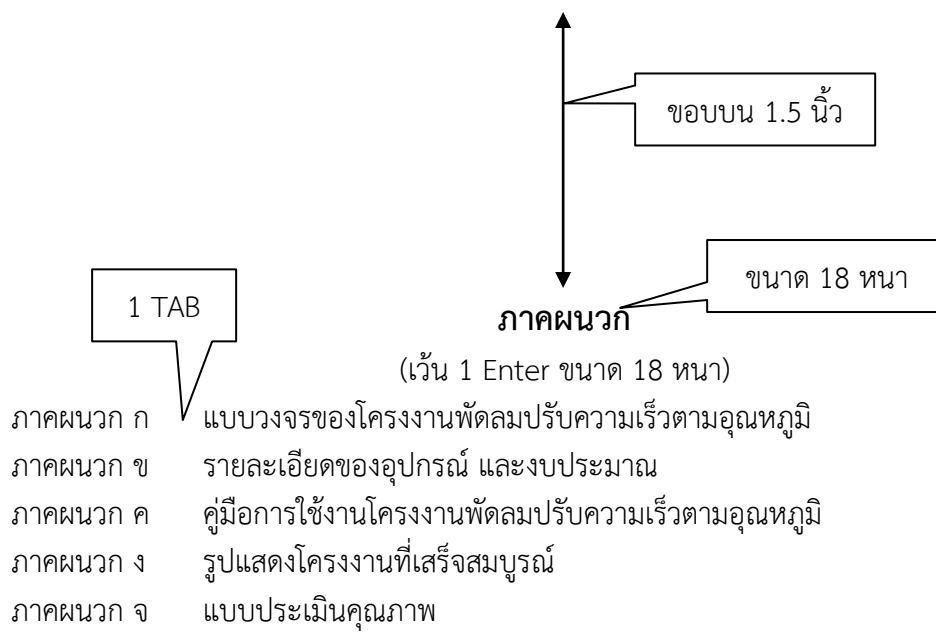 ขอบบน 1.5 นิ้ว
ขนาด 18 หนา
1 TAB
ภาคผนวก
(เว้น 1 Enter ขนาด 18 หนา)
ภาคผนวก ก แบบวงจรของโครงงานพัดลมปรับความเร็วตามอุณหภูมิ
ภาคผนวก ข รายละเอียดของอุปกรณ์ และงบประมาณ
ภาคผนวก ค คู่มือการใช้งานโครงงานพัดลมปรับความเร็วตามอุณหภูมิ
ภาคผนวก ง รูปแสดงโครงงานที่เสร็จสมบูรณ์
ภาคผนวก จ แบบประเมินคุณภาพ